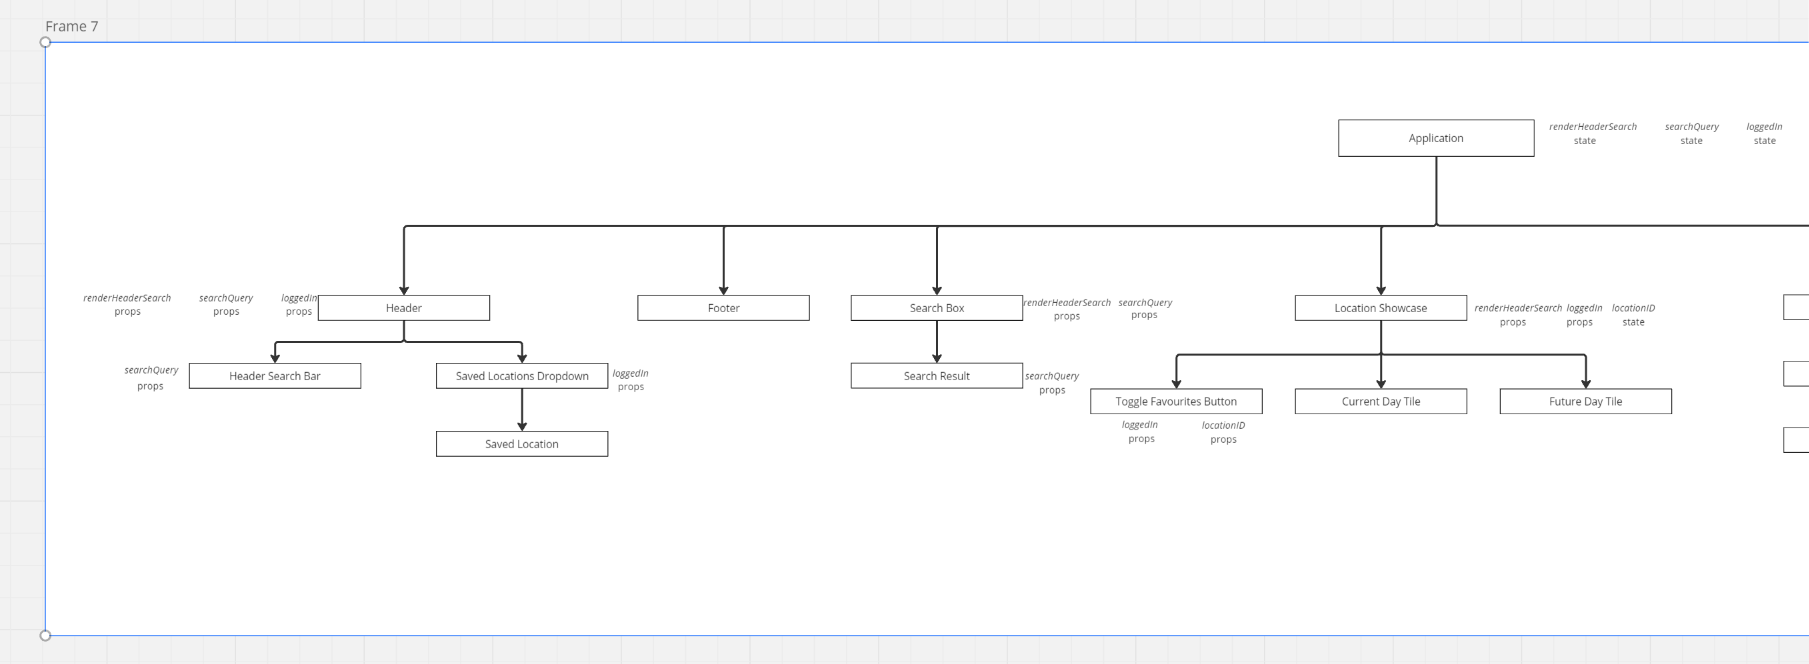 Frame 7
Application
renderHeaderSearch
state
searchQuery
state
loggedIn
state
renderHeaderSearch
props
searchQuery
props
loggedIn
props
Header
Footer
Search Box
renderHeaderSearch
props
searchQuery
props
Location Showcase
renderHeaderSearch
props
loggedIn
props
locationID
state
searchQuery
props
Header Search Bar
Saved Locations Dropdown
loggedIn
props
Search Result
searchQuery
props
Toggle Favourites Button
Current Day Tile
Future Day Tile
loggedIn
props
locationID
props
Saved Location